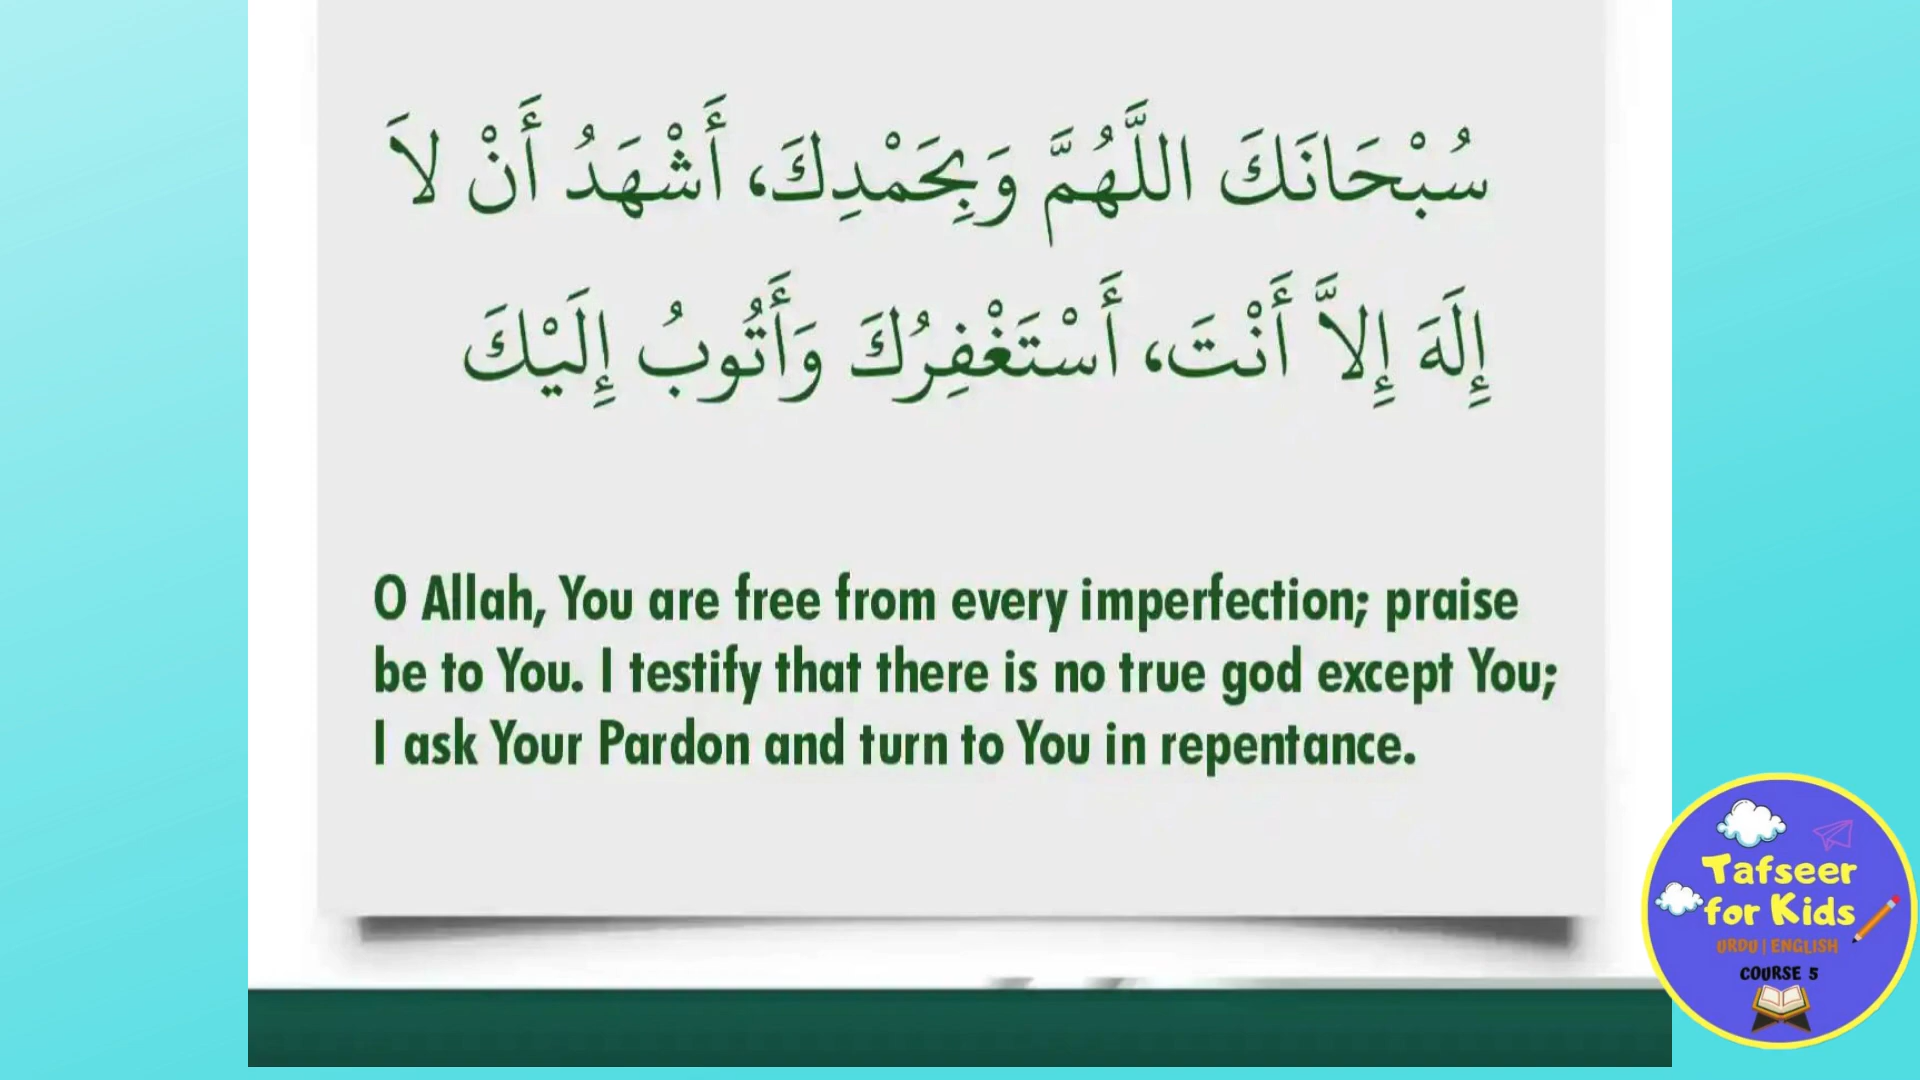 سُبْحَانَكَ اللَّهُمَّ وَبِحَمْدِكَ، أَشْهَدُ أَنْ لاَ
إِلَهَ إِلاَّ أَنْتَ، أَسْتَغْفِرُكَ وَأَتُوبُ إِلَيْكَ
O Allah, You are free from every imperfection; praise
be to You. I testify that there is no true god except You;
I ask Your Pardon and turn to You in repentance.
Tafseer
for Kids
URDU | ENGLISH
COURSE 5